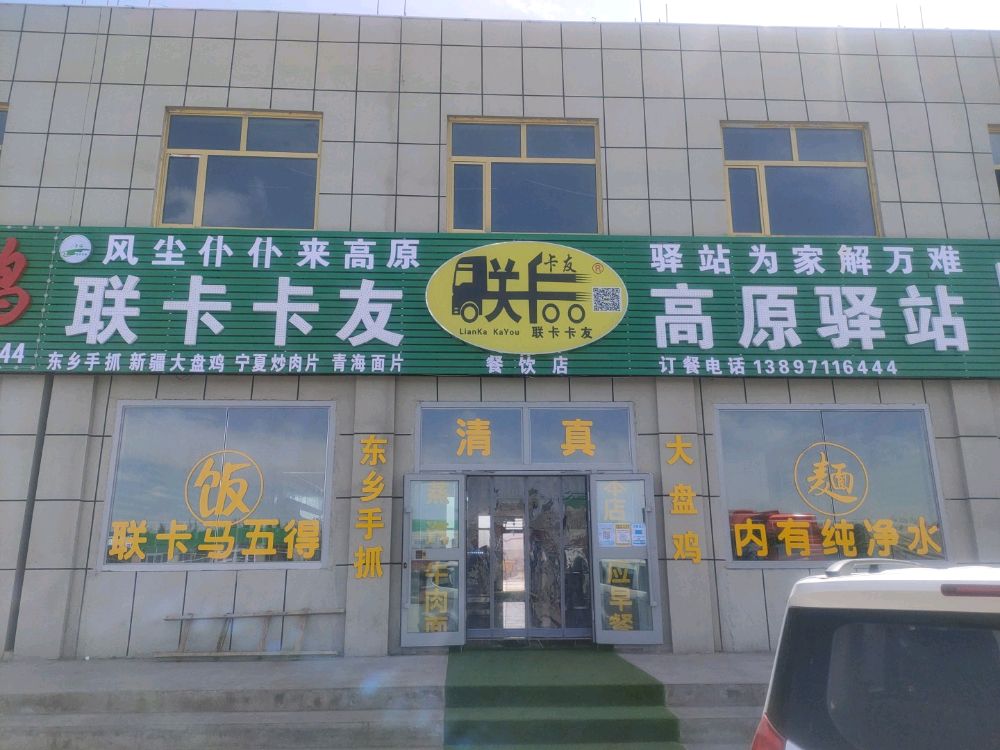 风尘仆仆来高原
联卡卡友
东乡手抓 新疆大盘鸡 宁夏炒肉片 青海面片
联卡
卡友
®
LianKa KaYou 联卡卡友
餐饮店
驿站为家解万难
高原驿站
订餐电话 13897116444
鸡
44
清真
饭
联卡马五得
东乡手抓
牛肉面
本店
应早餐
大盘鸡
麺
内有纯净水